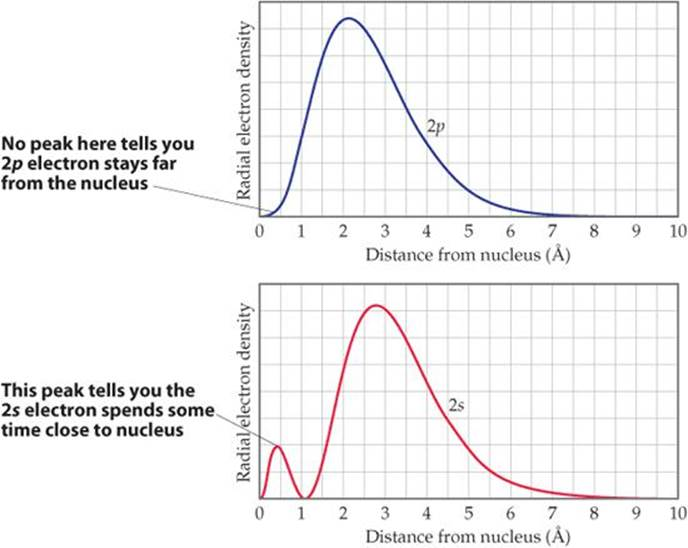 Radial electron density
2p
No peak here tells you
2p electron stays far
from the nucleus
0 1 2 3 4 5 6 7 8 9 10
Distance from nucleus (Å)
Radial electron density
2s
This peak tells you the
2s electron spends some
time close to nucleus
0 1 2 3 4 5 6 7 8 9 10
Distance from nucleus (Å)